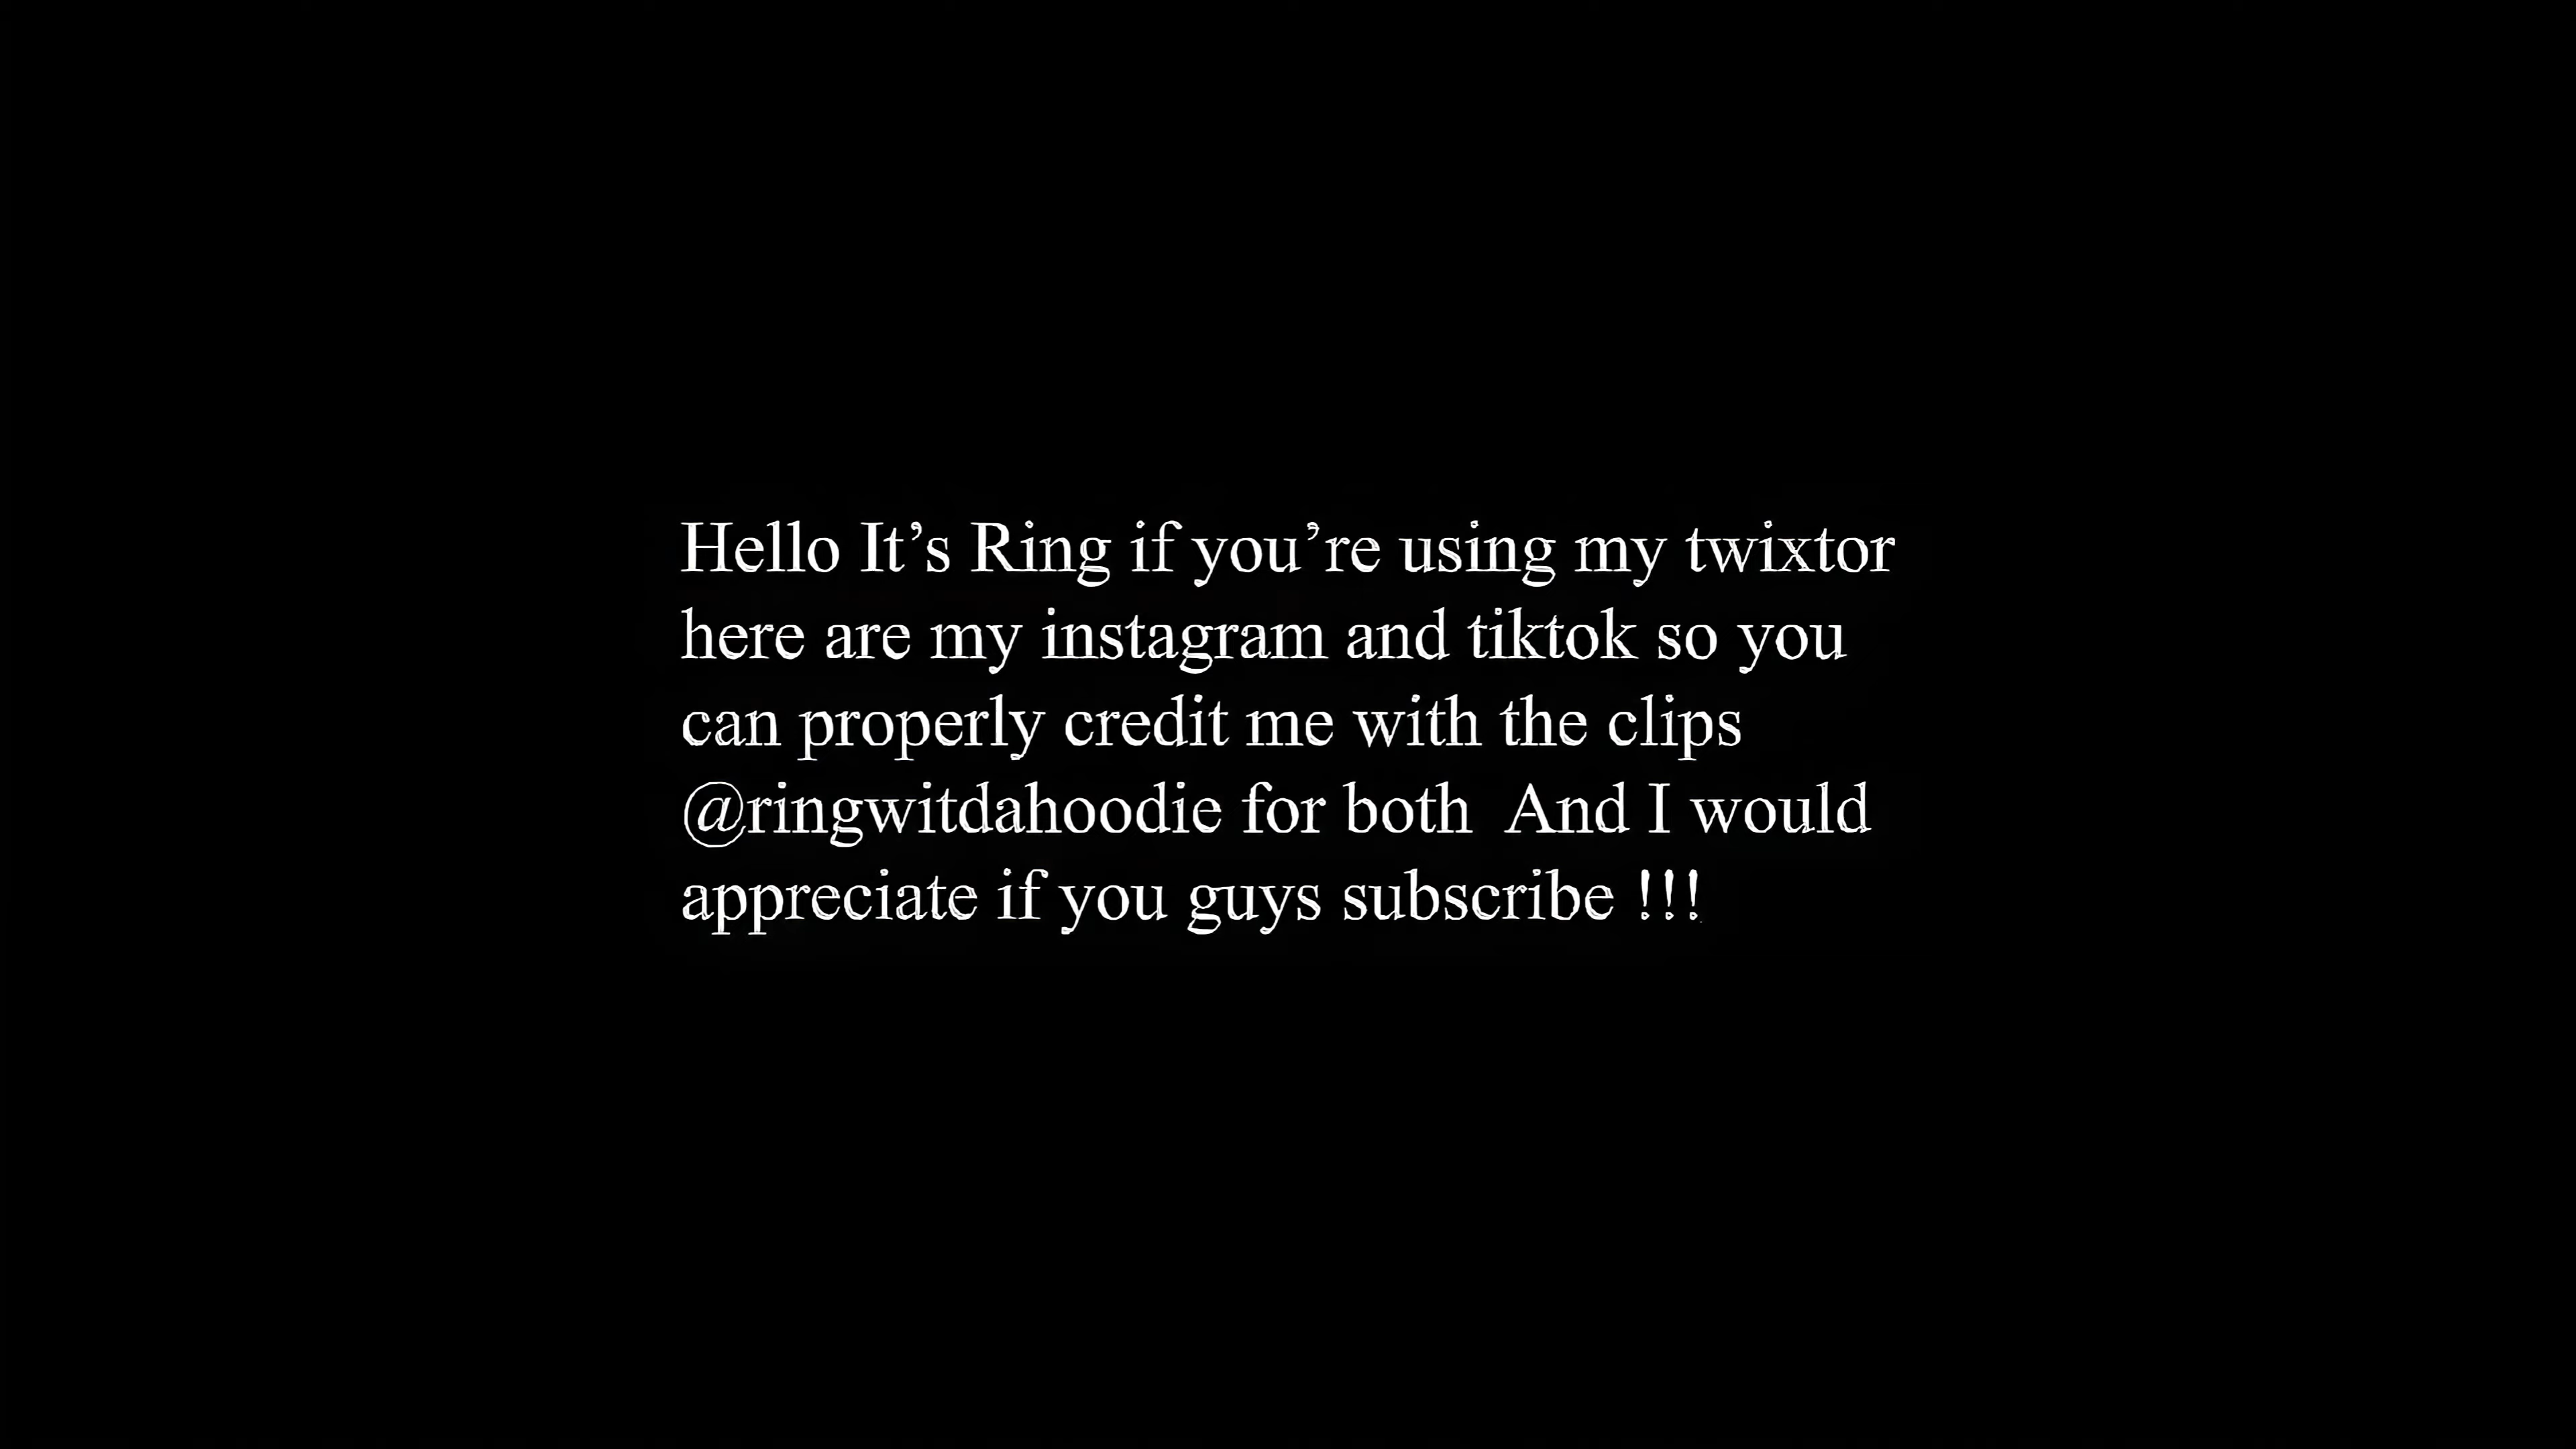 Hello It’s Ring if you’re using my twixtor
here are my instagram and tiktok so you
can properly credit me with the clips
@ringwitdahoodie for both  And I would
appreciate if you guys subscribe !!!